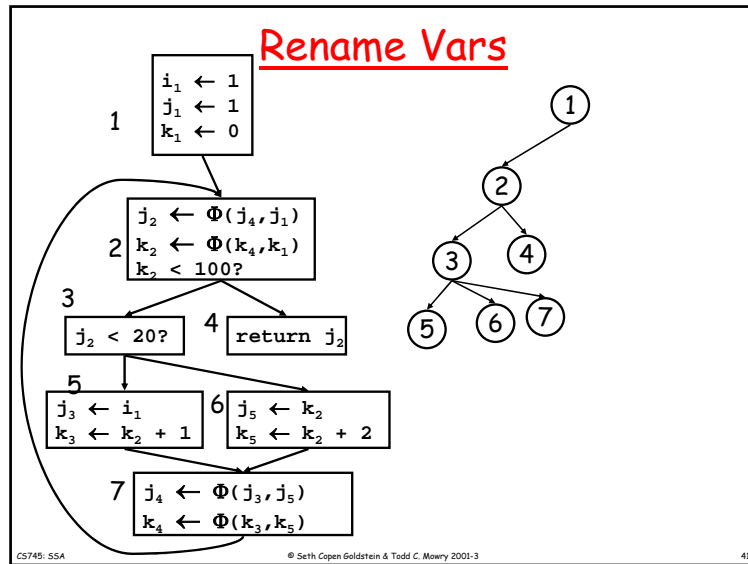 Rename Vars
1
i₁ ← 1
j₁ ← 1
k₁ ← 0
2
j₂ ← Φ(j₄,j₁)
k₂ ← Φ(k₄,k₁)
k₂ < 100?
3
j₂ < 20?
4
return j₂
5
j₃ ← i₁
k₃ ← k₂ + 1
6
j₅ ← k₂
k₅ ← k₂ + 2
7
j₄ ← Φ(j₃,j₅)
k₄ ← Φ(k₃,k₅)
1
2
3
4
5
6
7
CS745: SSA
© Seth Copen Goldstein & Todd C. Mowry 2001-3
41